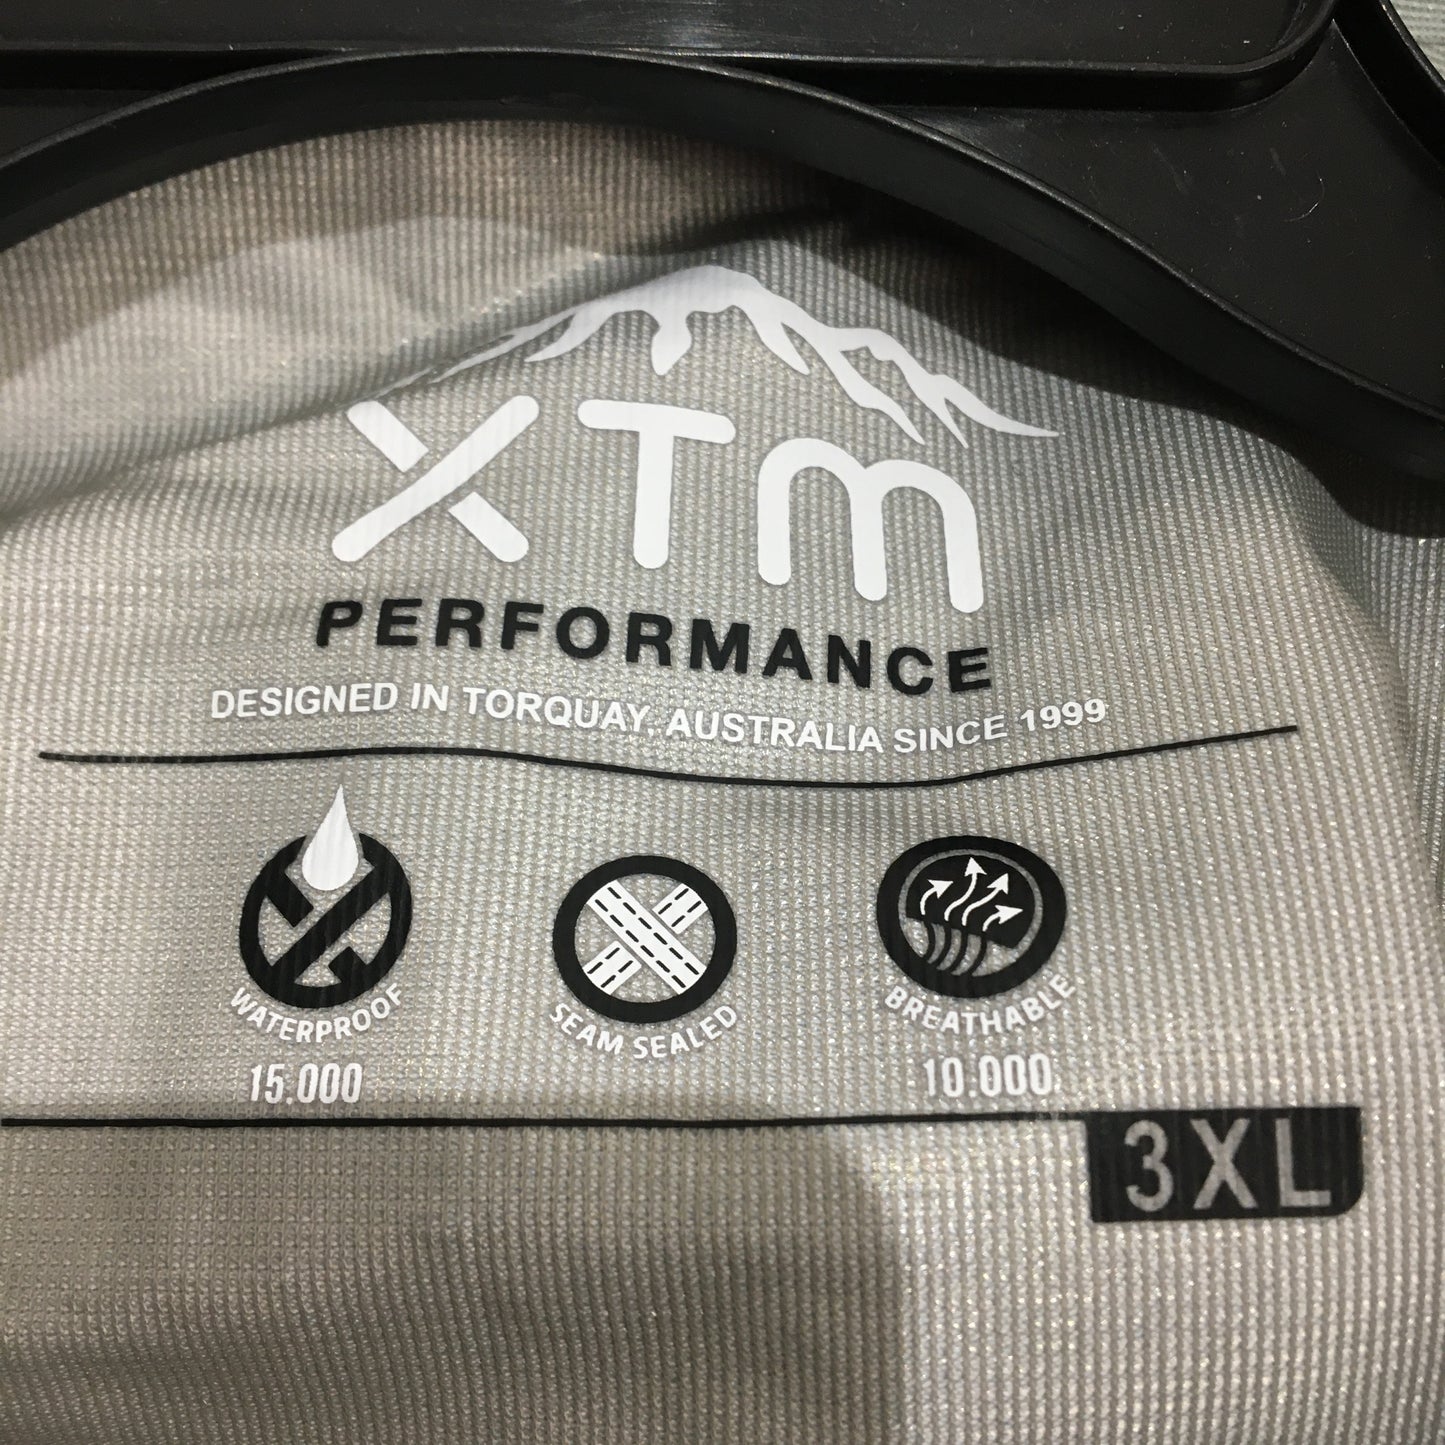 XTm
PERFORMANCE
DESIGNED IN TORQUAY, AUSTRALIA SINCE 1999
WATERPROOF
15.000
SEAM SEALED
BREATHABLE
10.000
3XL